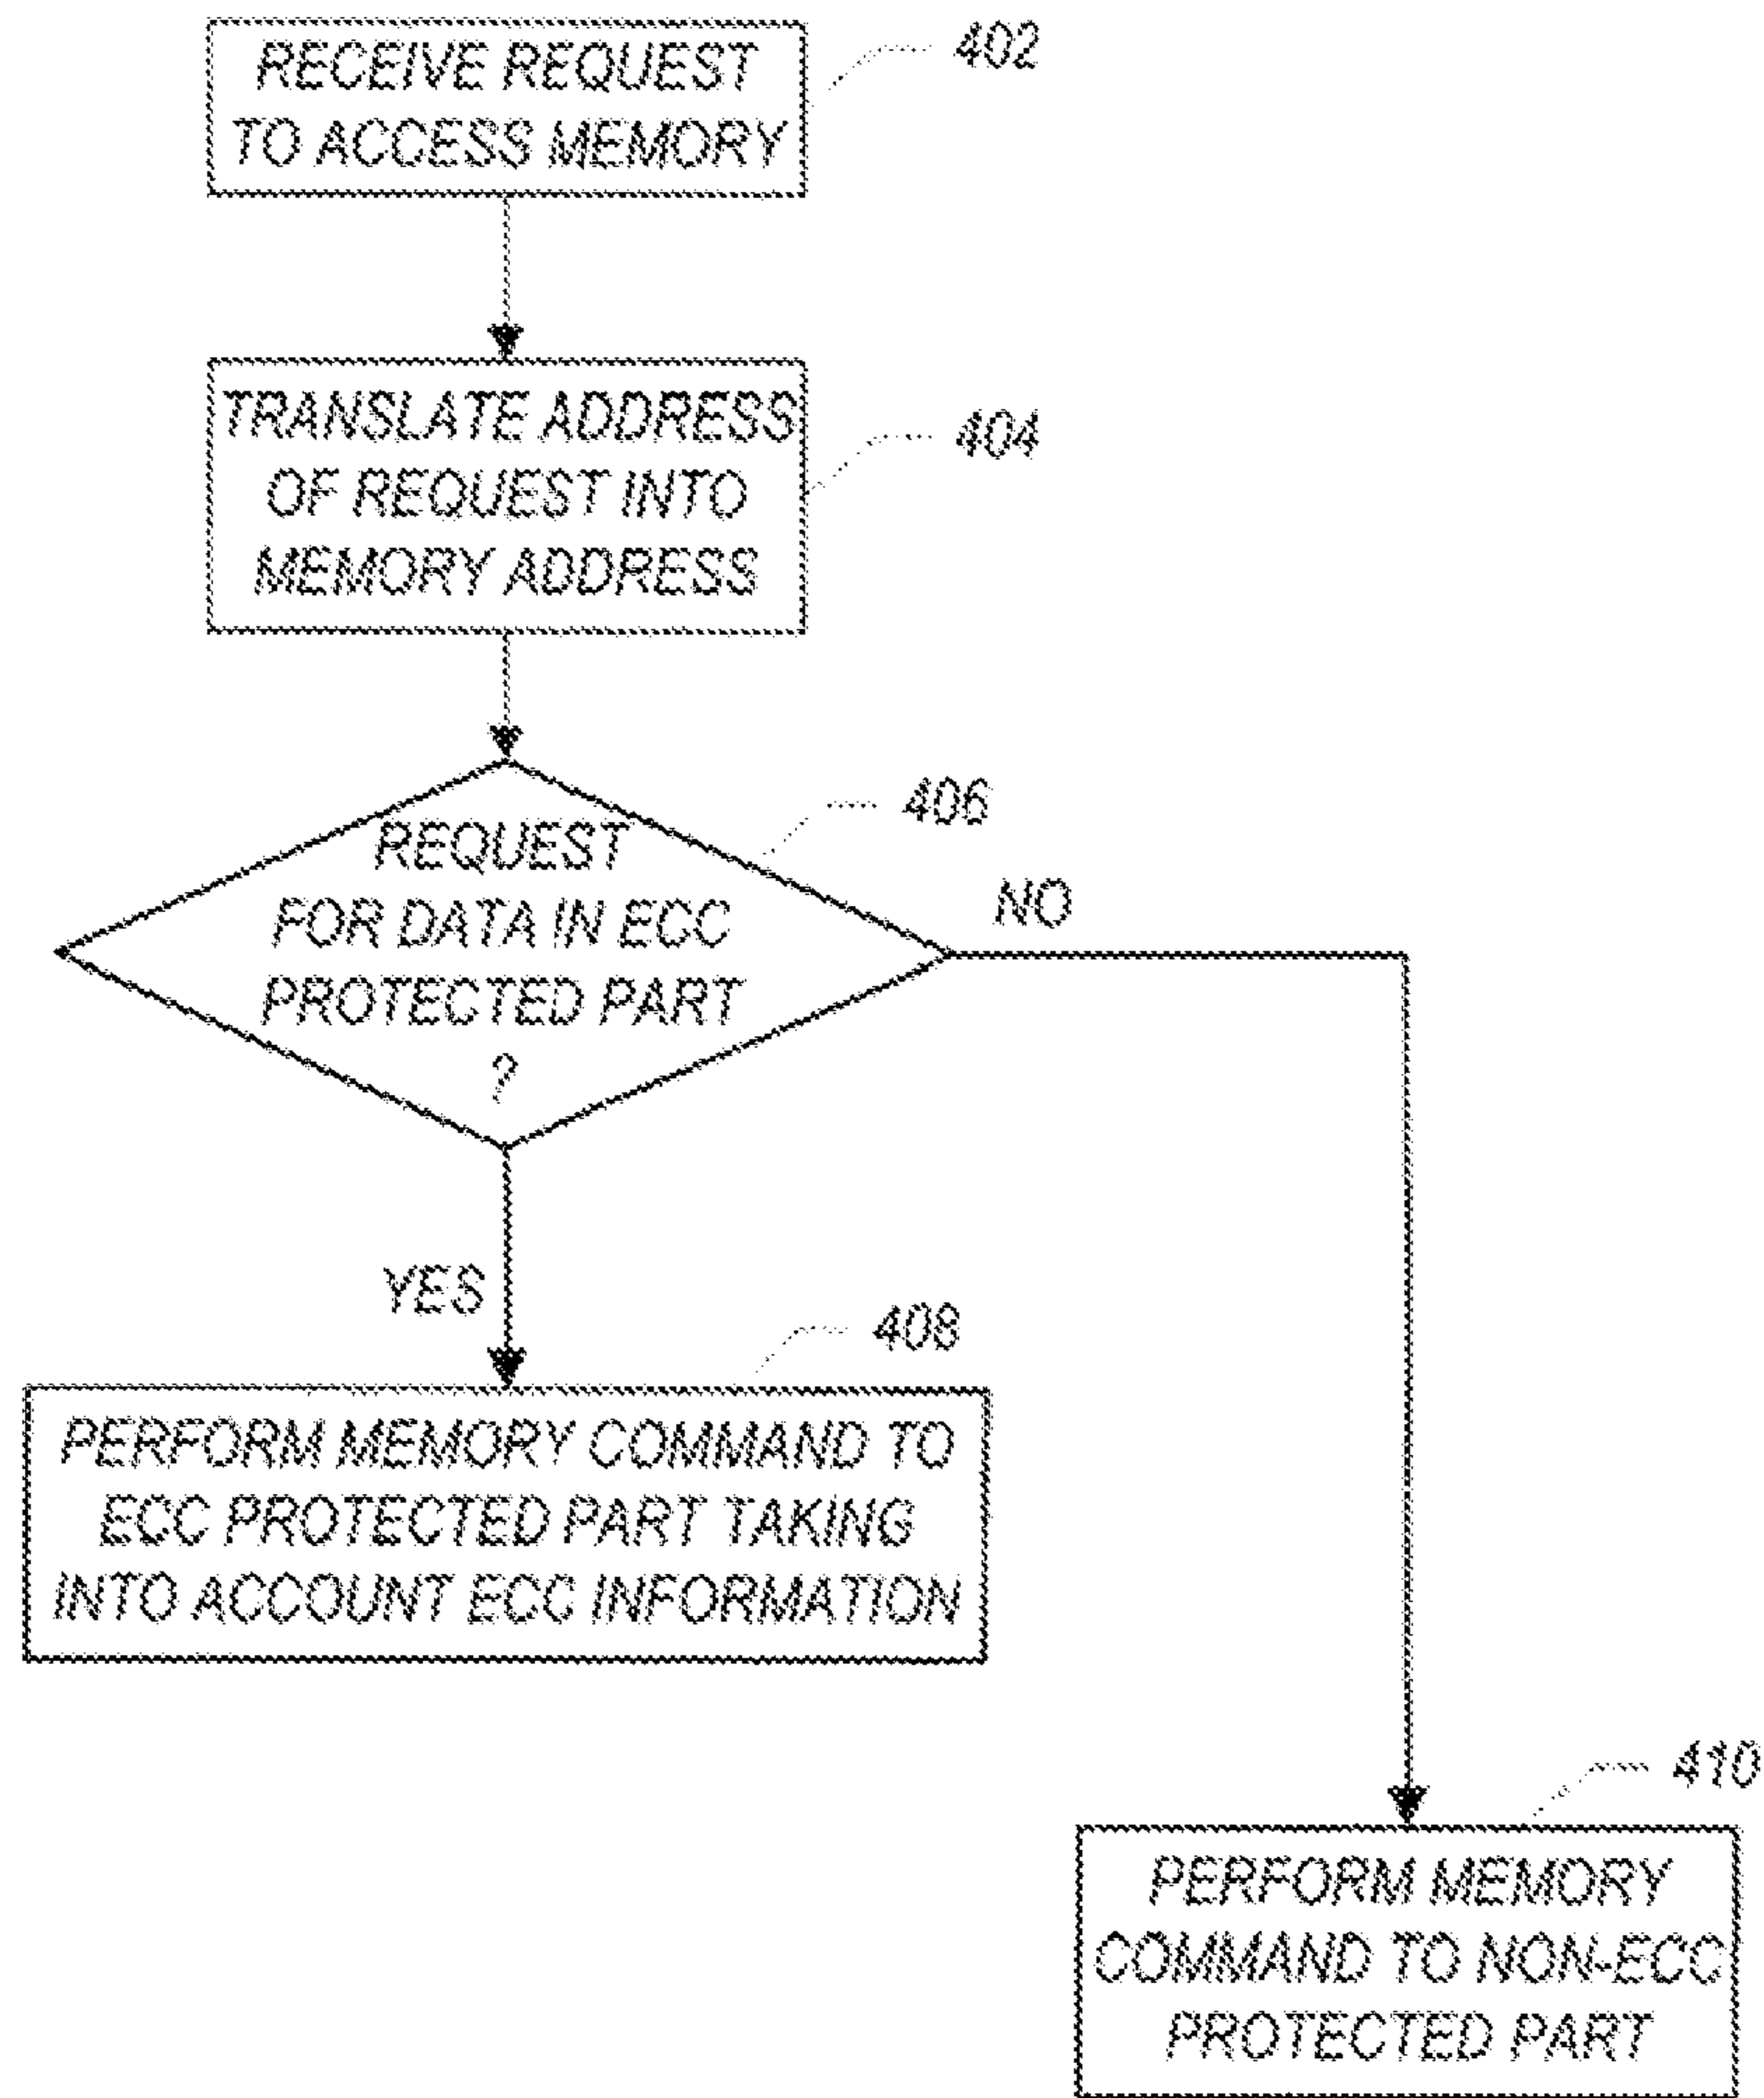 RECEIVE REQUEST
TO ACCESS MEMORY
402
TRANSLATE ADDRESS
OF REQUEST INTO
MEMORY ADDRESS
404
REQUEST
FOR DATA IN ECC
PROTECTED PART
?
406
NO
YES
408
PERFORM MEMORY COMMAND TO
ECC PROTECTED PART TAKING
INTO ACCOUNT ECC INFORMATION
410
PERFORM MEMORY
COMMAND TO NON-ECC
PROTECTED PART